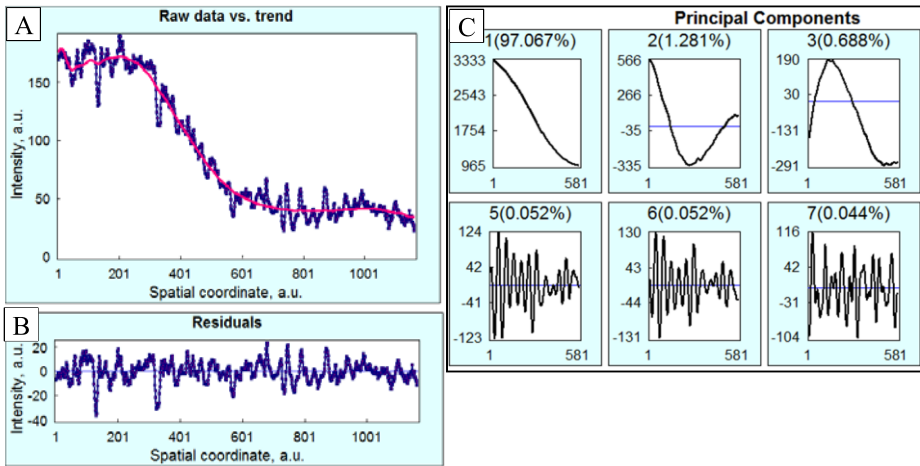 A
Raw data vs. trend
Intensity, a.u.
150
100
50
0
1 201 401 601 801 1001
Spatial coordinate, a.u.
B
Residuals
Intensity, a.u.
20
0
-20
-40
1 201 401 601 801 1001
Spatial coordinate, a.u.
C
Principal Components
1(97.067%) 2(1.281%) 3(0.688%)
3333 566 190
2543 266 30
1754 -35 -131
965 -335 -291
1 581 1 581 1 581
5(0.052%) 6(0.052%) 7(0.044%)
124 130 116
42 43 42
-41 -44 -31
-123 -131 -104
1 581 1 581 1 581